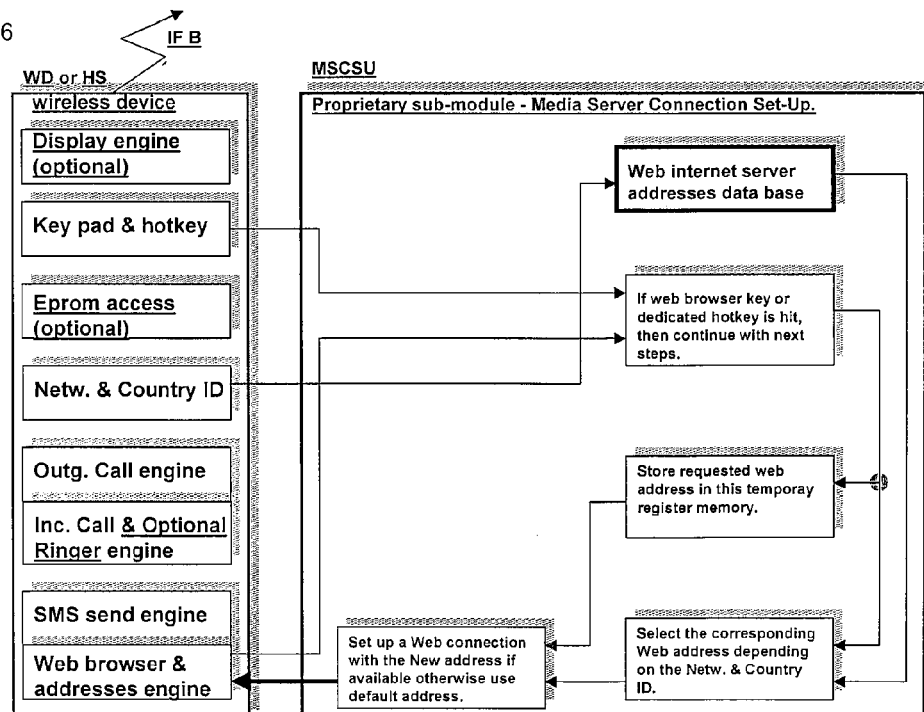 6
IF B
WD or HS
wireless device
Display engine
(optional)
Key pad & hotkey
Eprom access
(optional)
Netw. & Country ID
Outg. Call engine
Inc. Call & Optional
Ringer engine
SMS send engine
Web browser &
addresses engine
MSCSU
Proprietary sub-module - Media Server Connection Set-Up.
Web internet server
addresses data base
If web browser key or
dedicated hotkey is hit,
then continue with next
steps.
Store requested web
address in this temporay
register memory.
Select the corresponding
Web address depending
on the Netw. & Country
ID.
Set up a Web connection
with the New address if
available otherwise use
default address.